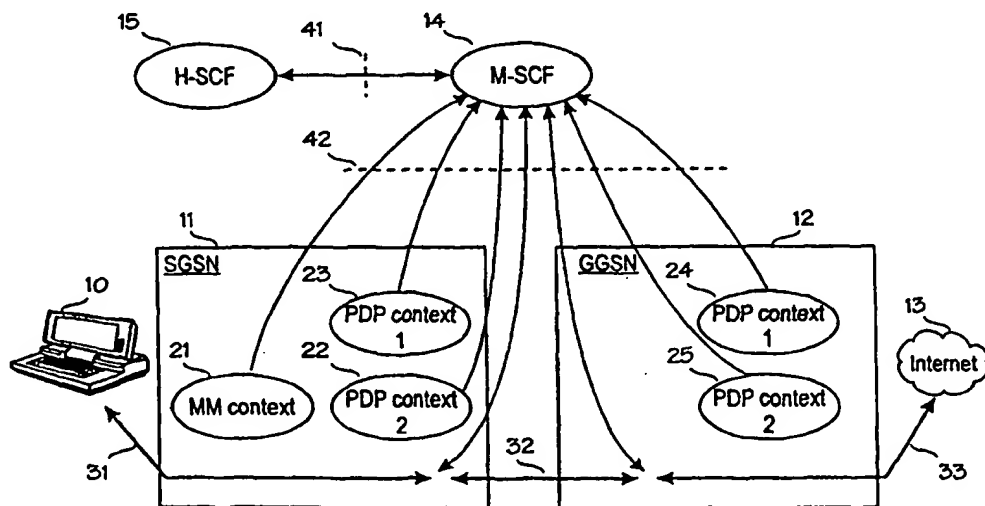 15
41
14
H-SCF
M-SCF
42
11
12
SGSN
GGSN
10
23
PDP context
1
24
PDP context
1
13
Internet
21
MM context
22
PDP context
2
25
PDP context
2
31
32
33